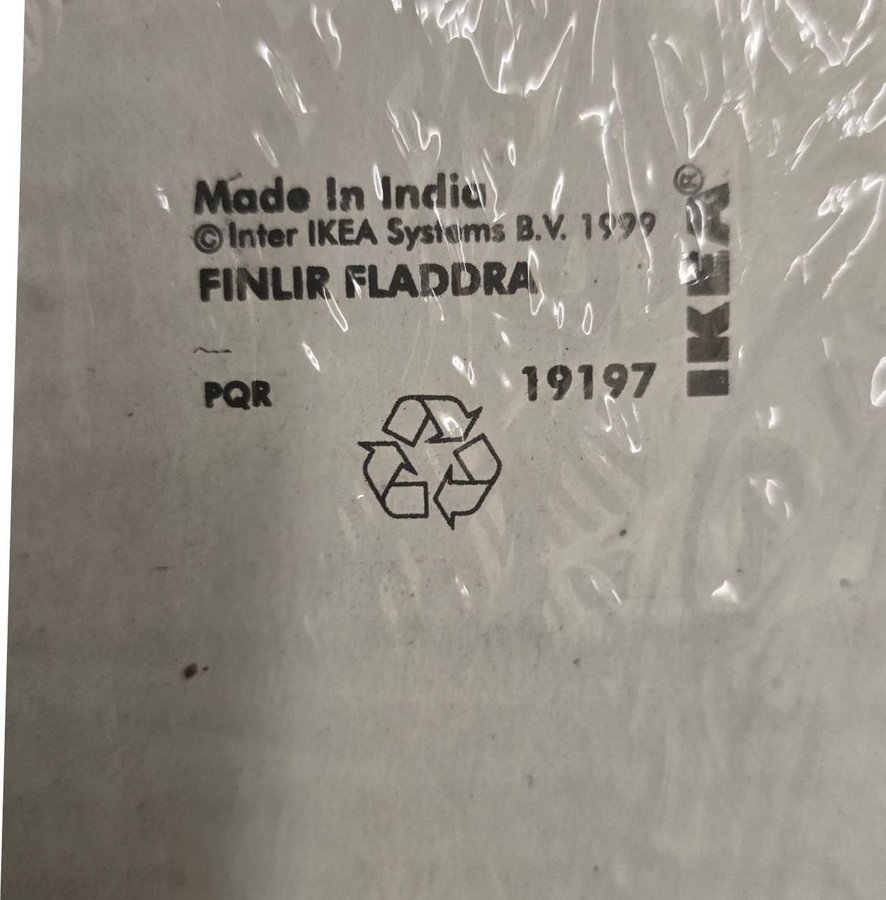 Made In India
© Inter IKEA Systems B.V. 1999
FINLIR FLADDRA
PQR
19197
IKEA®